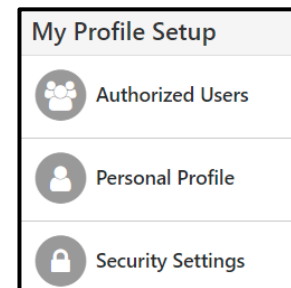 My Profile Setup
Authorized Users
Personal Profile
Security Settings